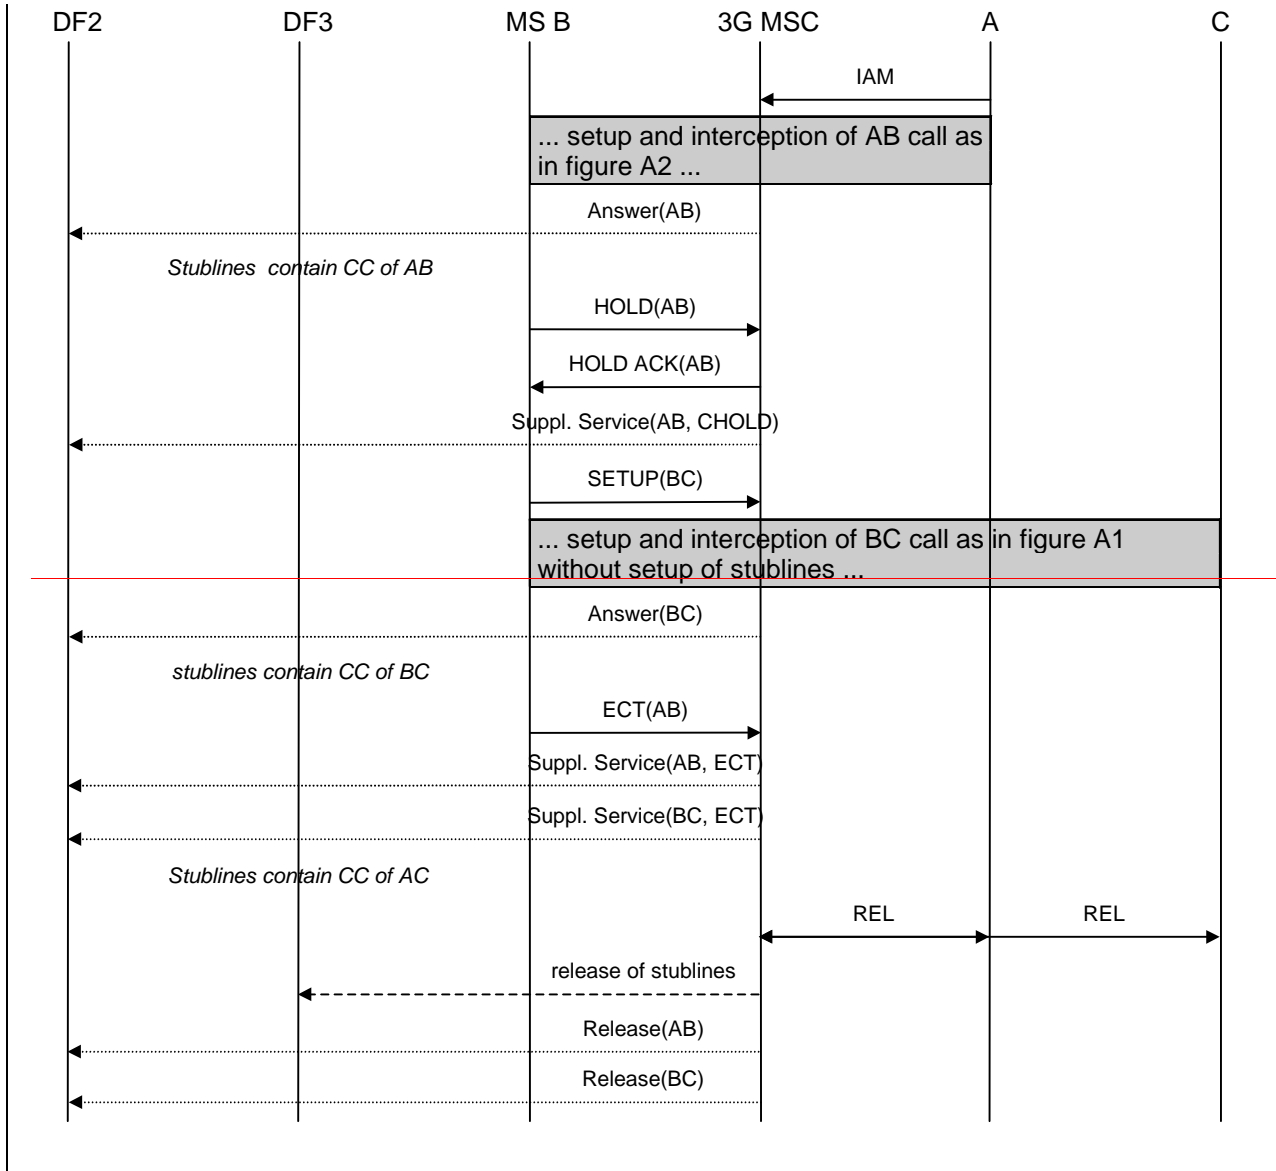 DF2 DF3 MS B 3G MSC A C
IAM
... setup and interception of AB call as
in figure A2 ...
Answer(AB)
Stublines contain CC of AB
HOLD(AB)
HOLD ACK(AB)
Suppl. Service(AB, CHOLD)
SETUP(BC)
... setup and interception of BC call as in figure A1
without setup of stublines ...
Answer(BC)
stublines contain CC of BC
ECT(AB)
Suppl. Service(AB, ECT)
Suppl. Service(BC, ECT)
Stublines contain CC of AC
REL REL
release of stublines
Release(AB)
Release(BC)